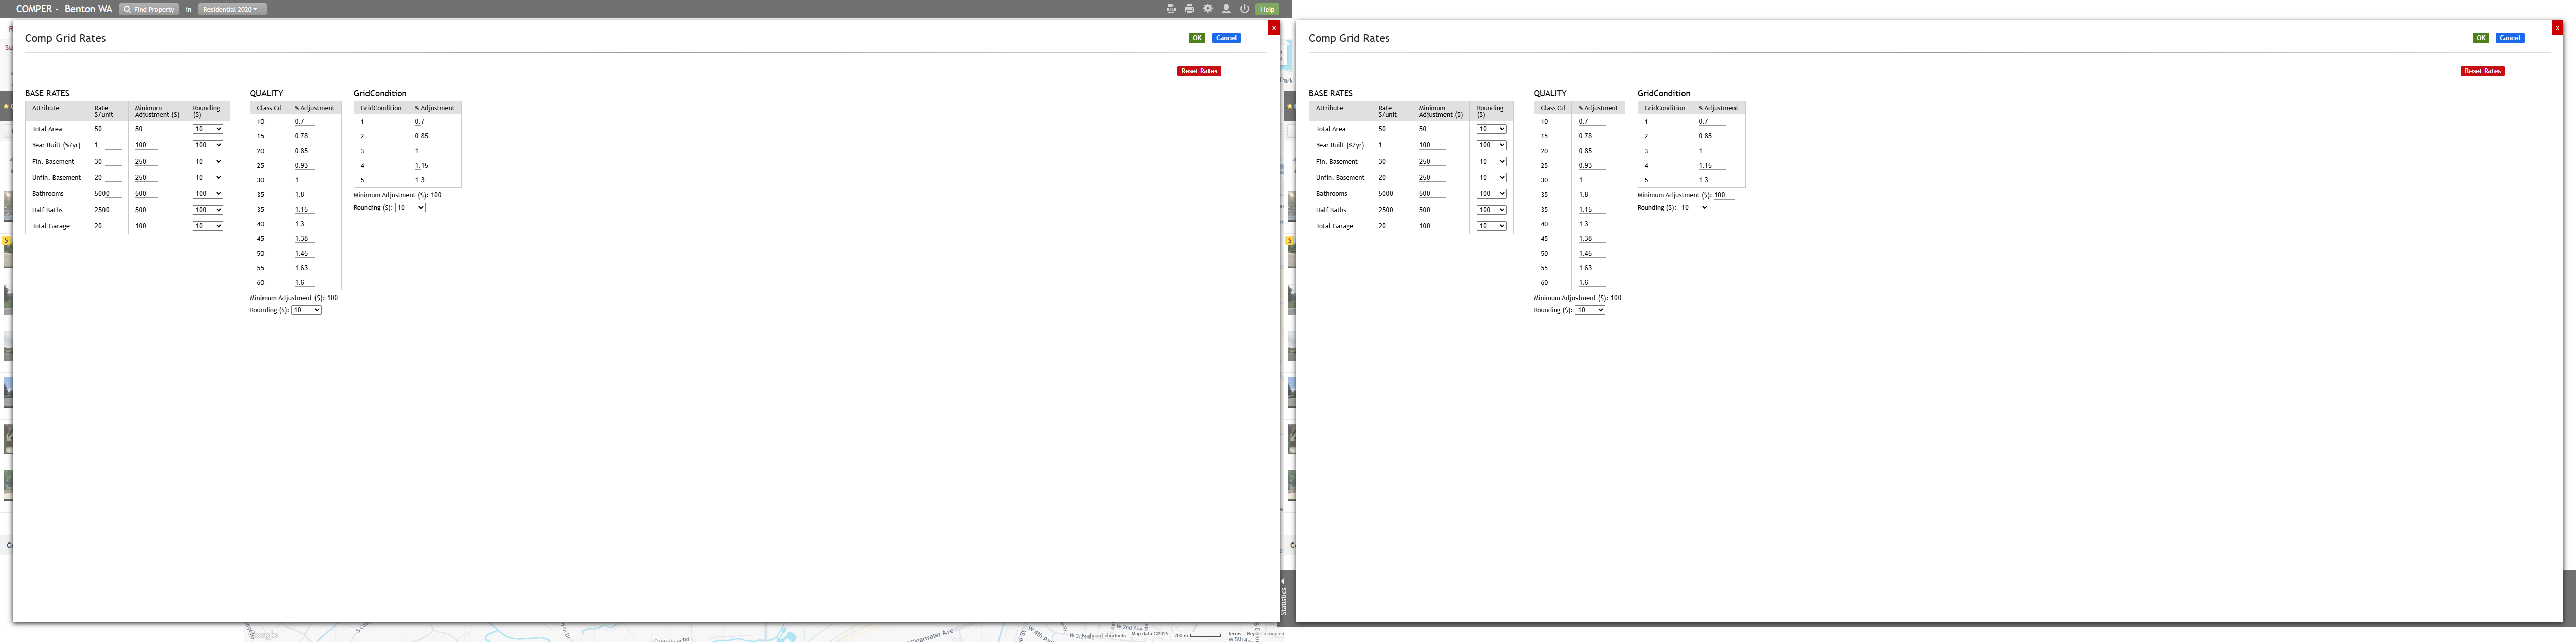 COMPER - Benton WA Find Property in Residential 2020 Help
x
Comp Grid Rates OK Cancel
Reset Rates
BASE RATES
Attribute Rate $/unit Minimum Adjustment ($) Rounding ($)
Total Area 50 50 10
Year Built (%/yr) 1 100 100
Fin. Basement 30 250 10
Unfin. Basement 20 250 10
Bathrooms 5000 500 100
Half Baths 2500 500 100
Total Garage 20 100 10
QUALITY
Class Cd % Adjustment
10 0.7
15 0.78
20 0.85
25 0.93
30 1
35 1.8
35 1.15
40 1.3
45 1.38
50 1.45
55 1.63
60 1.6
Minimum Adjustment ($): 100
Rounding ($): 10
GridCondition
GridCondition % Adjustment
1 0.7
2 0.85
3 1
4 1.15
5 1.3
Minimum Adjustment ($): 100
Rounding ($): 10
S
Park
Statistics
Google
Clearwater Ave
W 4th Ave
W 2nd Ave
W 5th
Keyboard shortcuts Map data ©2025 200 m Terms Report a map er
x
Comp Grid Rates OK Cancel
Reset Rates
BASE RATES
Attribute Rate $/unit Minimum Adjustment ($) Rounding ($)
Total Area 50 50 10
Year Built (%/yr) 1 100 100
Fin. Basement 30 250 10
Unfin. Basement 20 250 10
Bathrooms 5000 500 100
Half Baths 2500 500 100
Total Garage 20 100 10
QUALITY
Class Cd % Adjustment
10 0.7
15 0.78
20 0.85
25 0.93
30 1
35 1.8
35 1.15
40 1.3
45 1.38
50 1.45
55 1.63
60 1.6
Minimum Adjustment ($): 100
Rounding ($): 10
GridCondition
GridCondition % Adjustment
1 0.7
2 0.85
3 1
4 1.15
5 1.3
Minimum Adjustment ($): 100
Rounding ($): 10
S